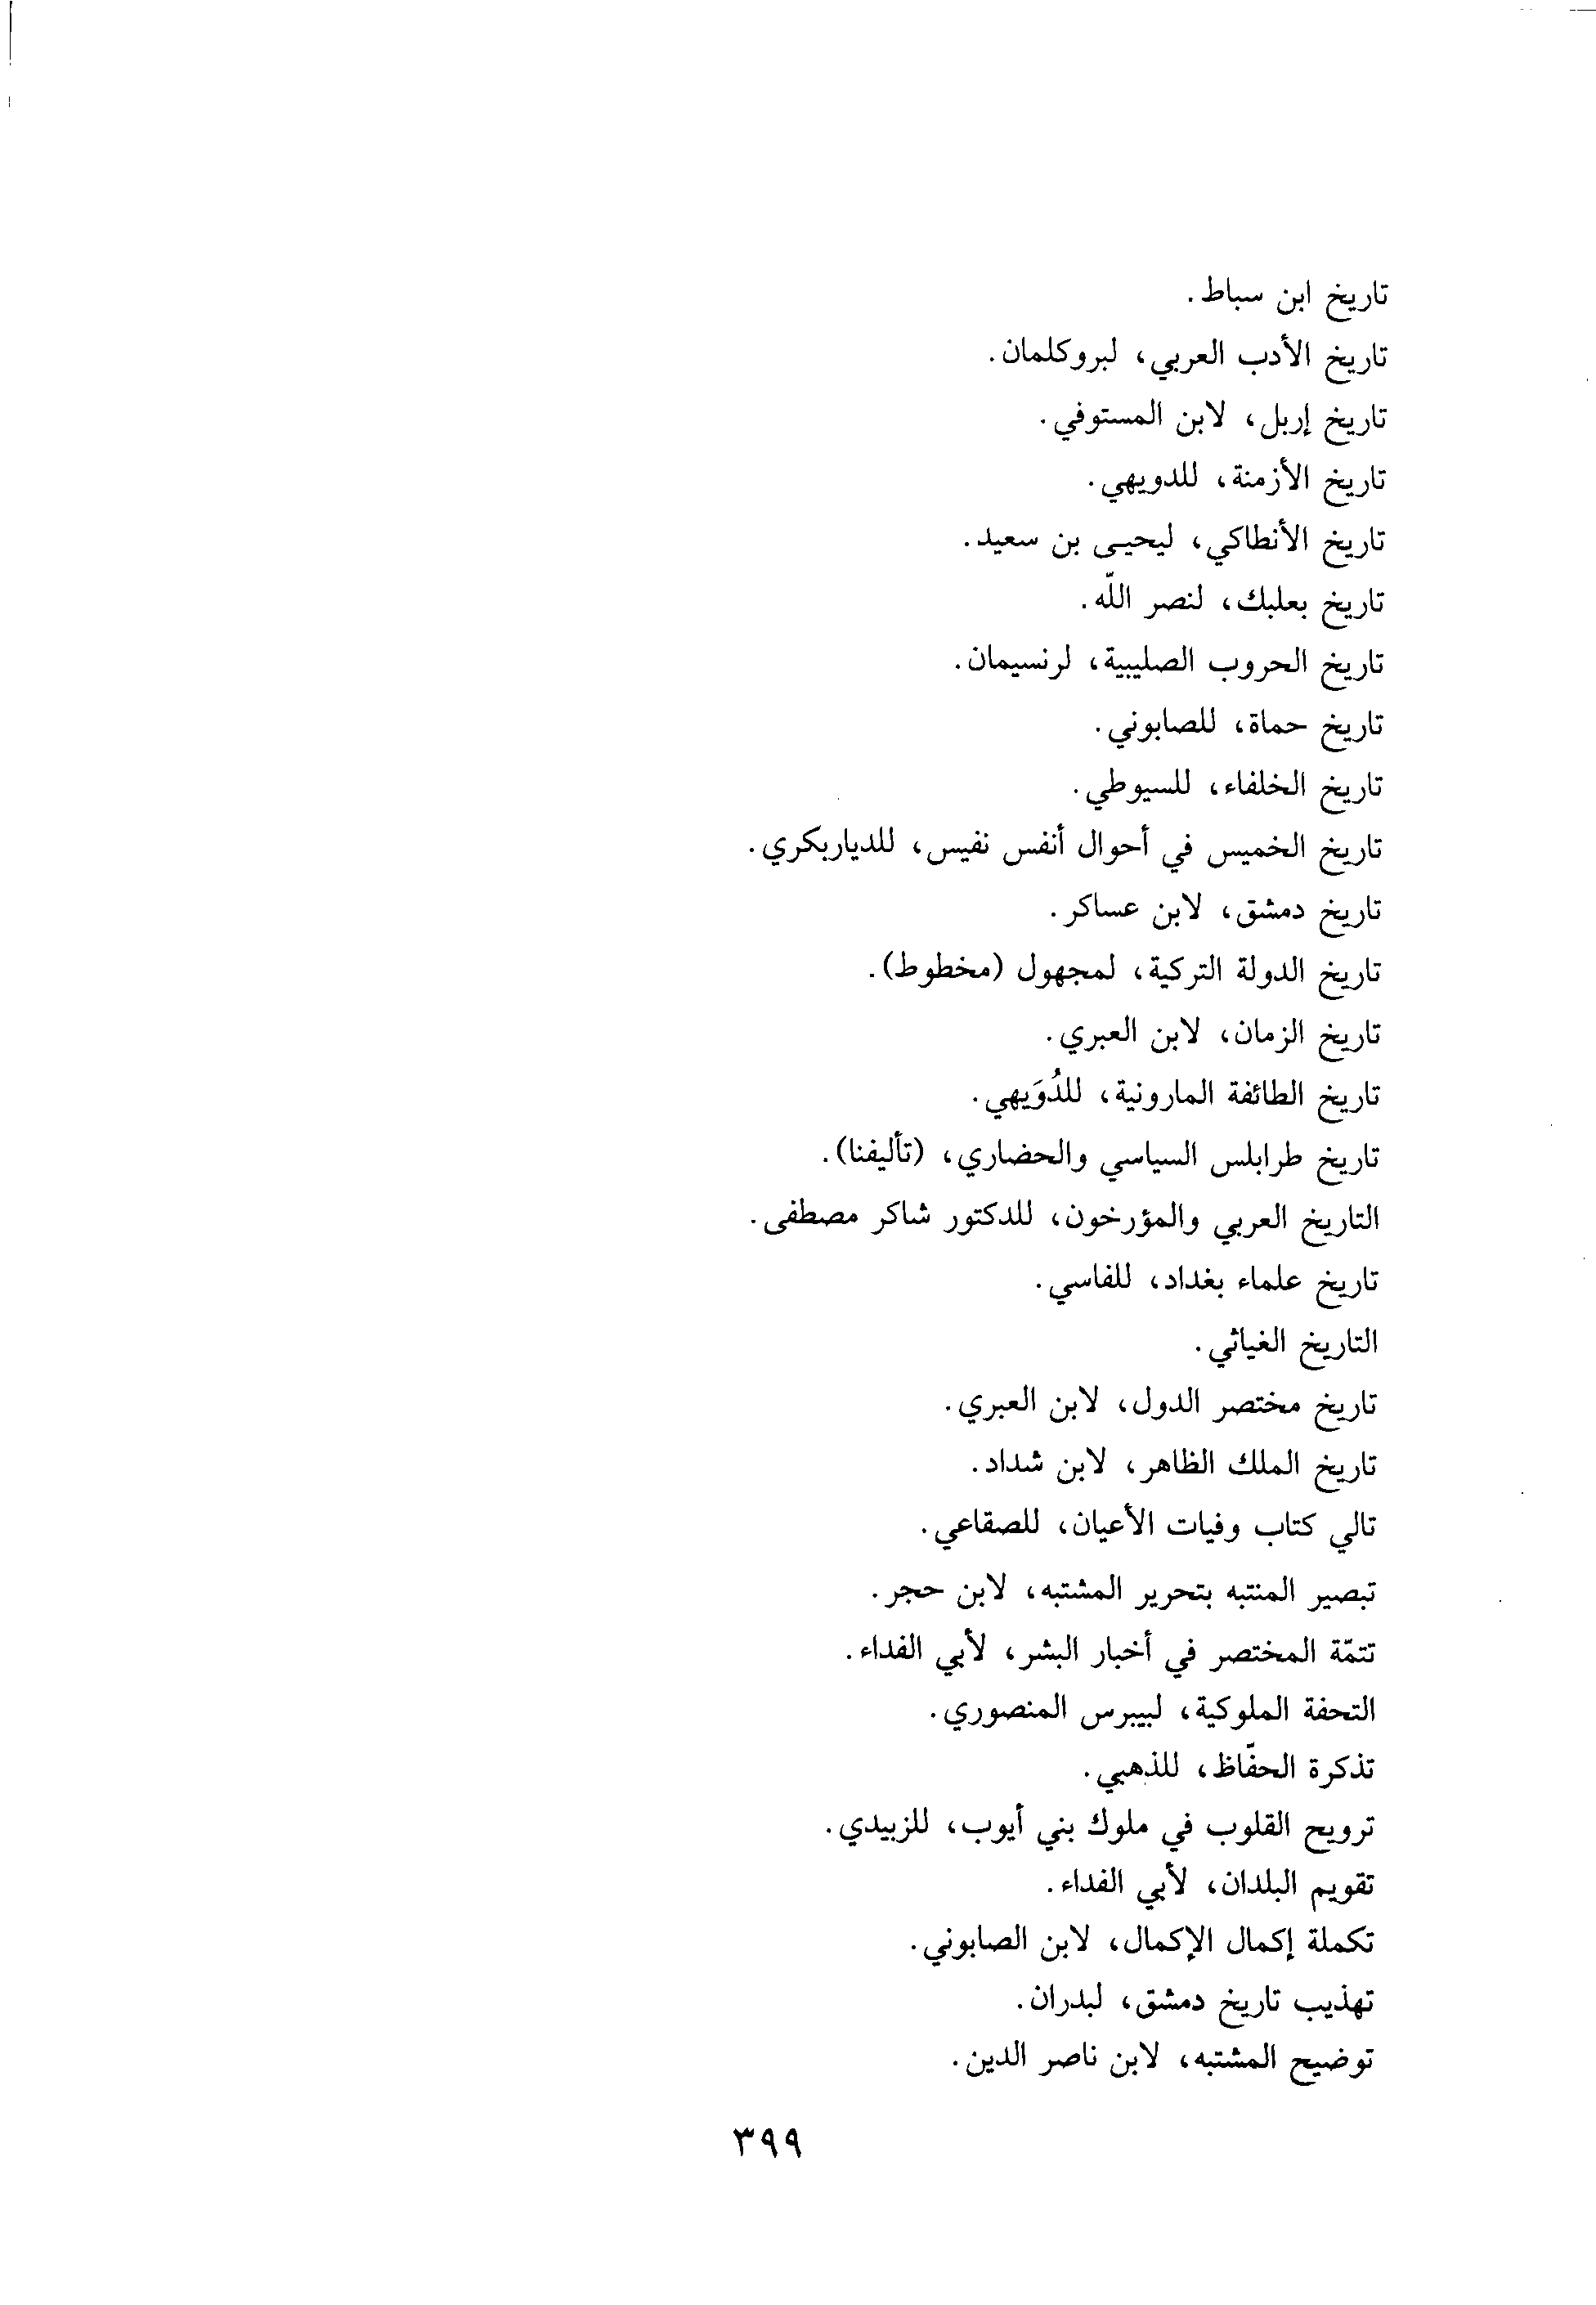 تاريخ ابن سباط.
تاريخ الأدب العربي، لبروكلمان.
تاريخ إربل، لابن المستوفي.
تاريخ الأزمنة، للدويهي.
تاريخ الأنطاكي، ليحيـى بن سعيد.
تاريخ بعلبك، لنصر اللّه.
تاريخ الحروب الصليبية، لرنسيمان.
تاريخ حماة، للصابوني.
تاريخ الخلفاء، للسيوطي.
تاريخ الخميس في أحوال أنفس نفيس، للدياربكري.
تاريخ دمشق، لابن عساكر.
تاريخ الدولة التركية، لمجهول (مخطوط).
تاريخ الزمان، لابن العبري.
تاريخ الطائفة المارونية، للدُوَيهي.
تاريخ طرابلس السياسي والحضاري، (تأليفنا).
التاريخ العربي والمؤرخون، للدكتور شاكر مصطفى.
تاريخ علماء بغداد، للفاسي.
التاريخ الغياثي.
تاريخ مختصر الدول، لابن العبري.
تاريخ الملك الظاهر، لابن شداد.
تالي كتاب وفيات الأعيان، للصقاعي.
تبصير المنتبه بتحرير المشتبه، لابن حجر.
تتمّة المختصر في أخبار البشر، لأبي الفداء.
التحفة الملوكية، لبيبرس المنصوري.
تذكرة الحفّاظ، للذهبي.
ترويح القلوب في ملوك بني أيوب، للزبيدي.
تقويم البلدان، لأبي الفداء.
تكملة إكمال الإكمال، لابن الصابوني.
تهذيب تاريخ دمشق، لبدران.
توضيح المشتبه، لابن ناصر الدين.
٣٩٩